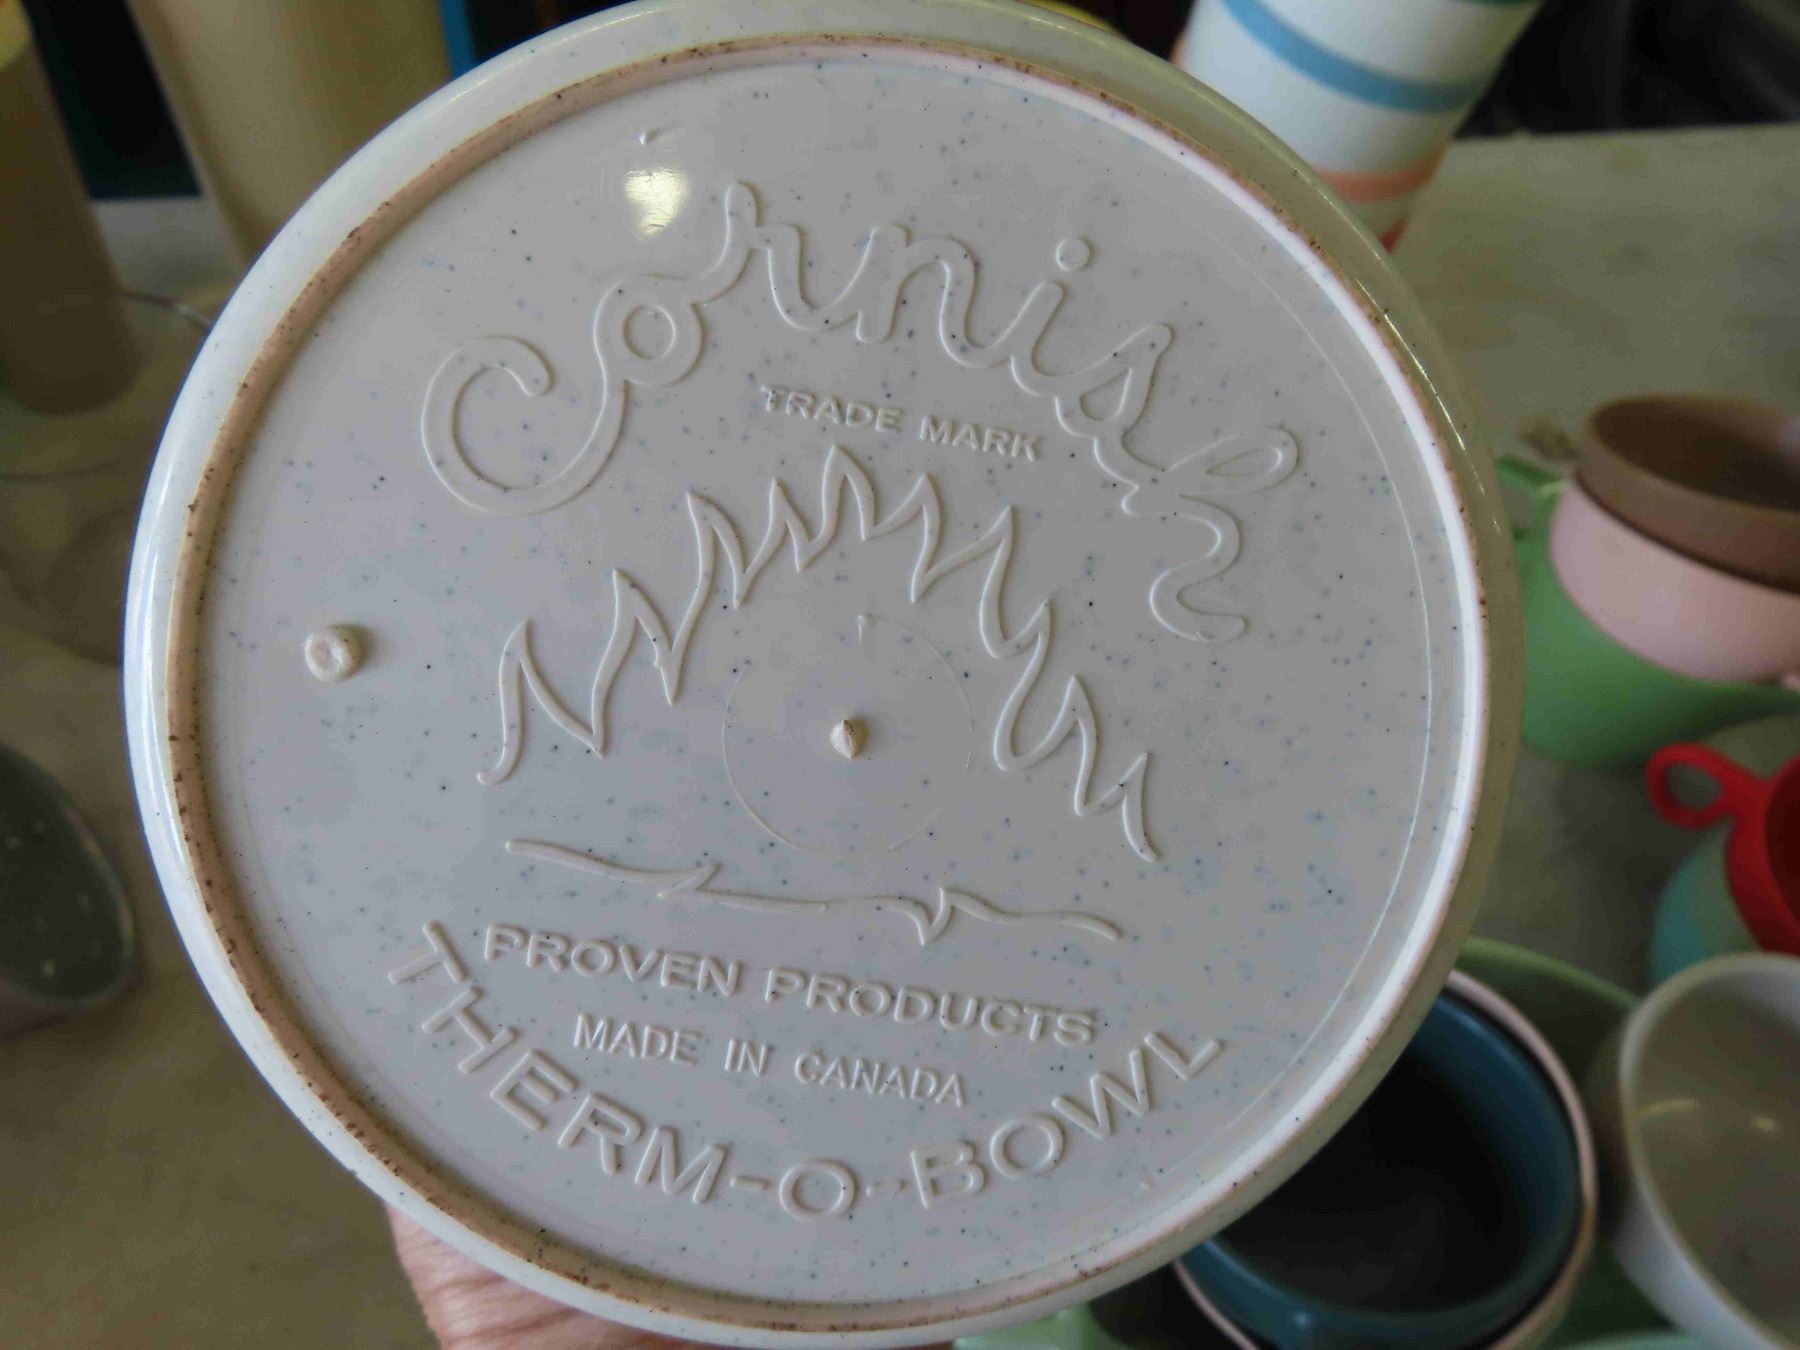 Cornish
TRADE MARK
PROVEN PRODUCTS
MADE IN CANADA
THERM-O-BOWL